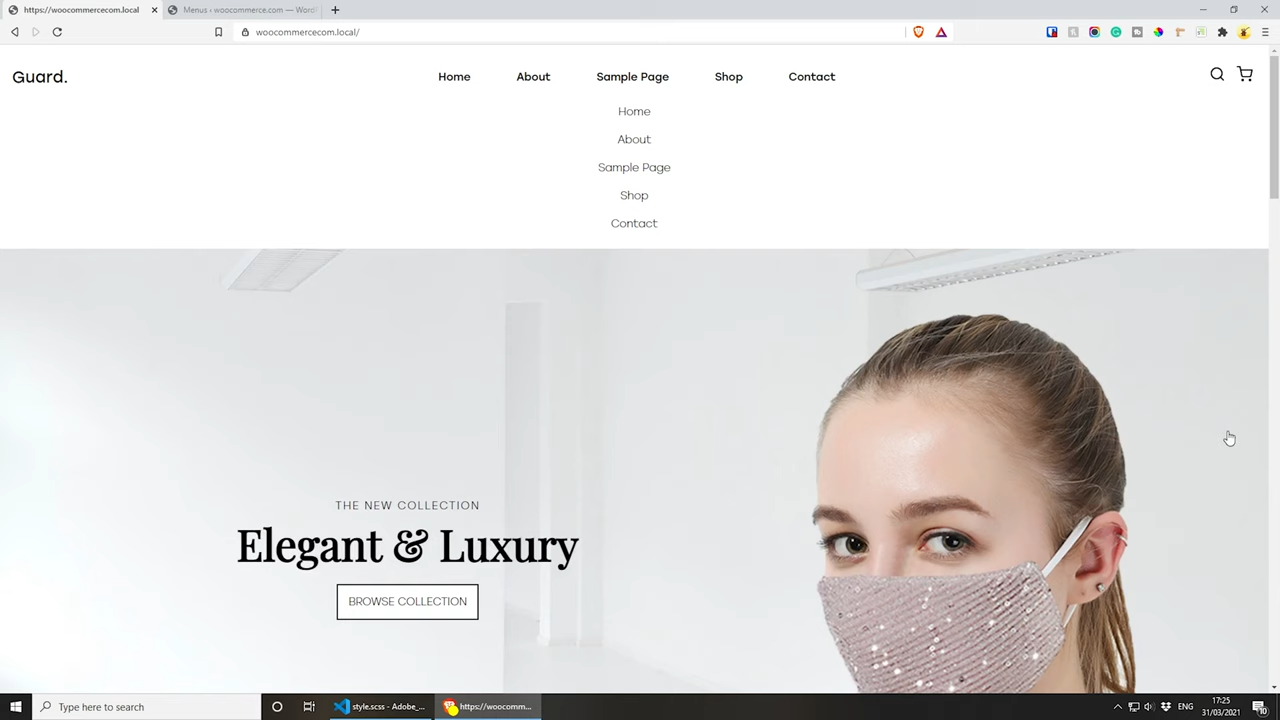 https://woocommercecom.local
Menus ‹ woocommerce.com — Word
woocommercecom.local/
Guard.
Home
About
Sample Page
Shop
Contact
Home
About
Sample Page
Shop
Contact
THE NEW COLLECTION
Elegant & Luxury
BROWSE COLLECTION
Type here to search
style.scss - Adobe_...
https://woocomm...
ENG
17:25
31/03/2021
10